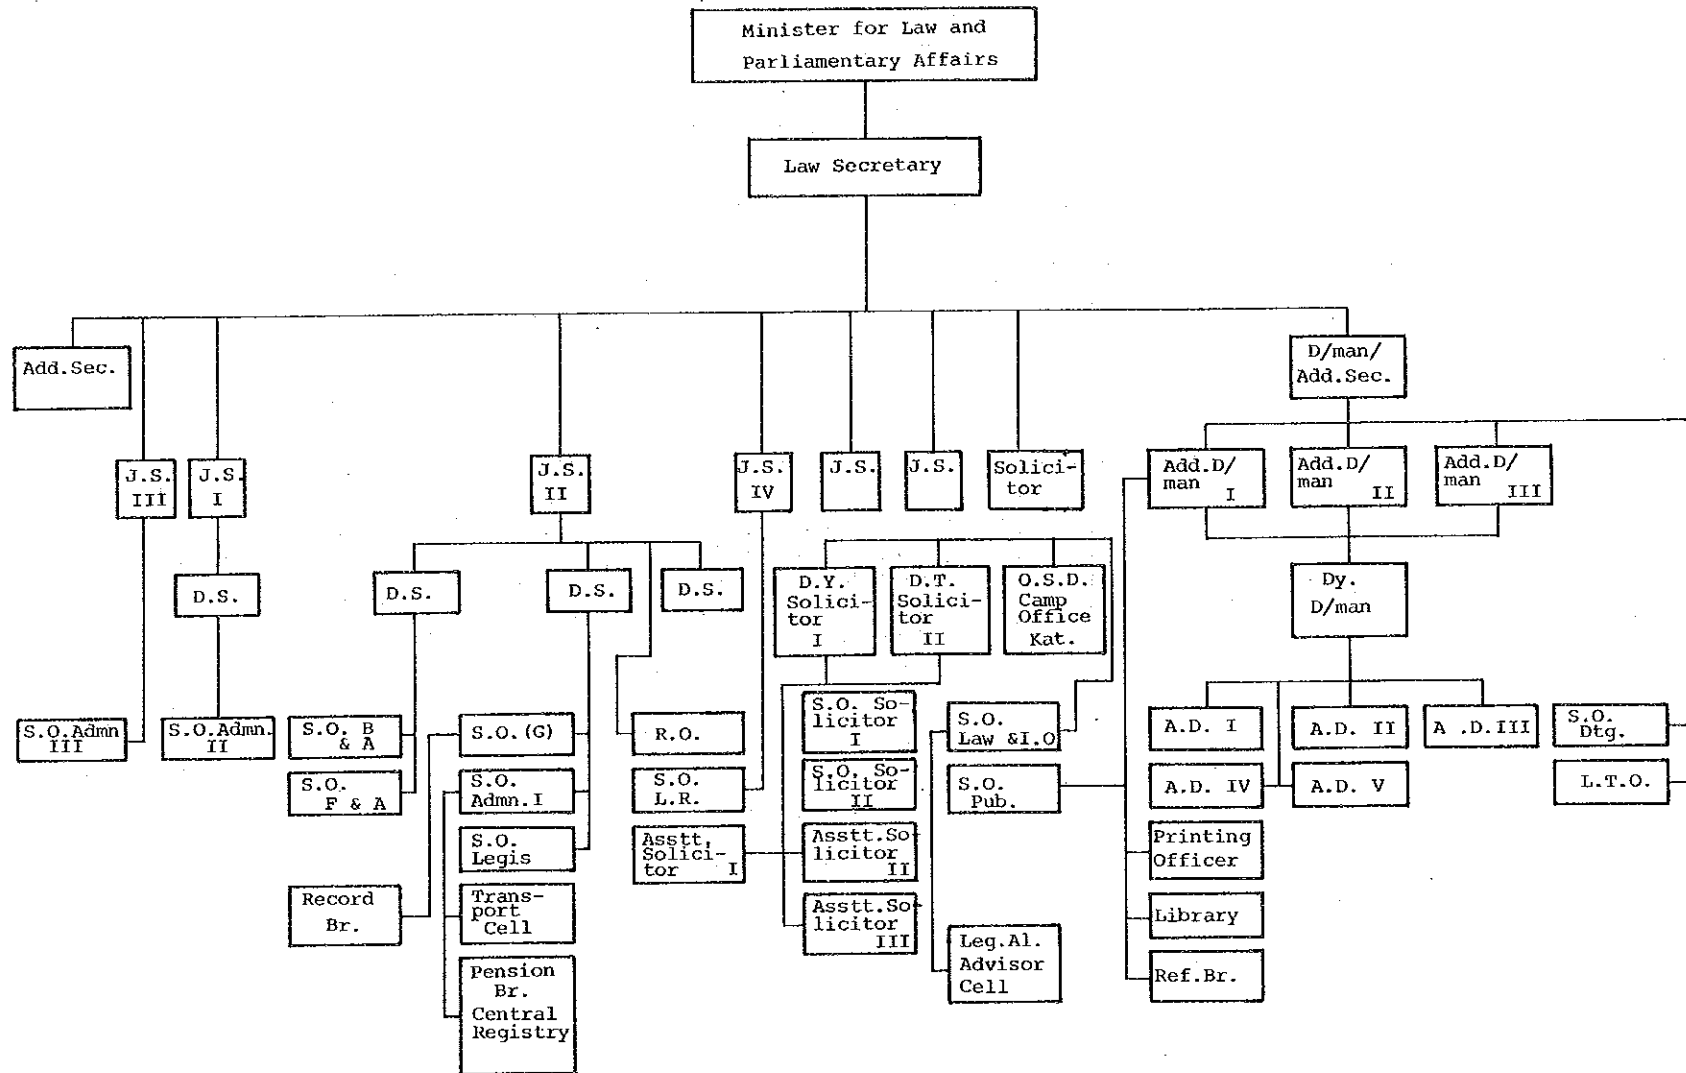 Minister for Law and
Parliamentary Affairs
Law Secretary
Add.Sec.
D/man/
Add.Sec.
J.S.
III
J.S.
I
J.S.
II
J.S.
IV
J.S.
J.S.
Solici-
tor
Add.D/
man I
Add.D/
man II
Add.D/
man III
D.S.
D.S.
D.S.
D.S.
D.Y.
Solici-
tor
I
D.T.
Solici-
tor
II
O.S.D.
Camp
Office
Kat.
Dy.
D/man
S.O.Admn
III
S.O.Admn.
II
S.O. B
& A
S.O.(G)
R.O.
S.O. So-
licitor
I
S.O.
Law &I.O
A.D. I
A.D. II
A .D.III
S.O.
Dtg.
S.O.
F & A
S.O.
Admn.I
S.O.
L.R.
S.O. So-
licitor
II
S.O.
Pub.
A.D. IV
A.D. V
L.T.O.
S.O.
Legis
Asstt.
Solici-
tor I
Asstt.So-
licitor
II
Printing
Officer
Record
Br.
Trans-
port
Cell
Asstt.So-
licitor
III
Library
Pension
Br.
Central
Registry
Leg.Al.
Advisor
Cell
Ref.Br.